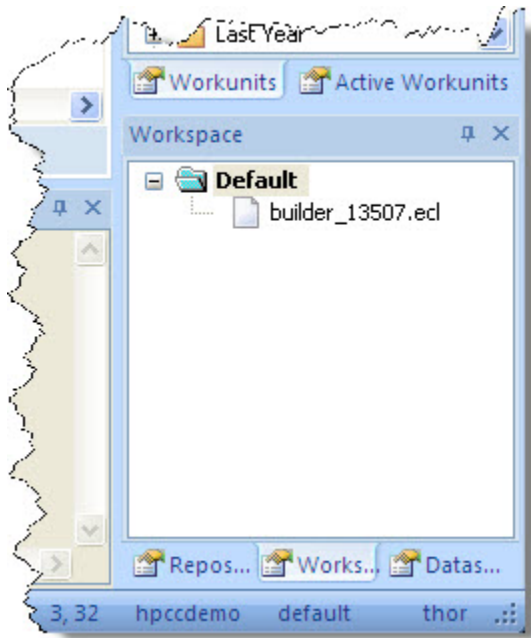 Last Year
Workunits Active Workunits
Workspace
Default
builder_13507.ecl
Repos... Works... Datas...
3, 32 hpccdemo default thor